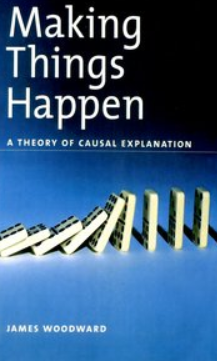 Making
Things
Happen
A THEORY OF CAUSAL EXPLANATION
JAMES WOODWARD